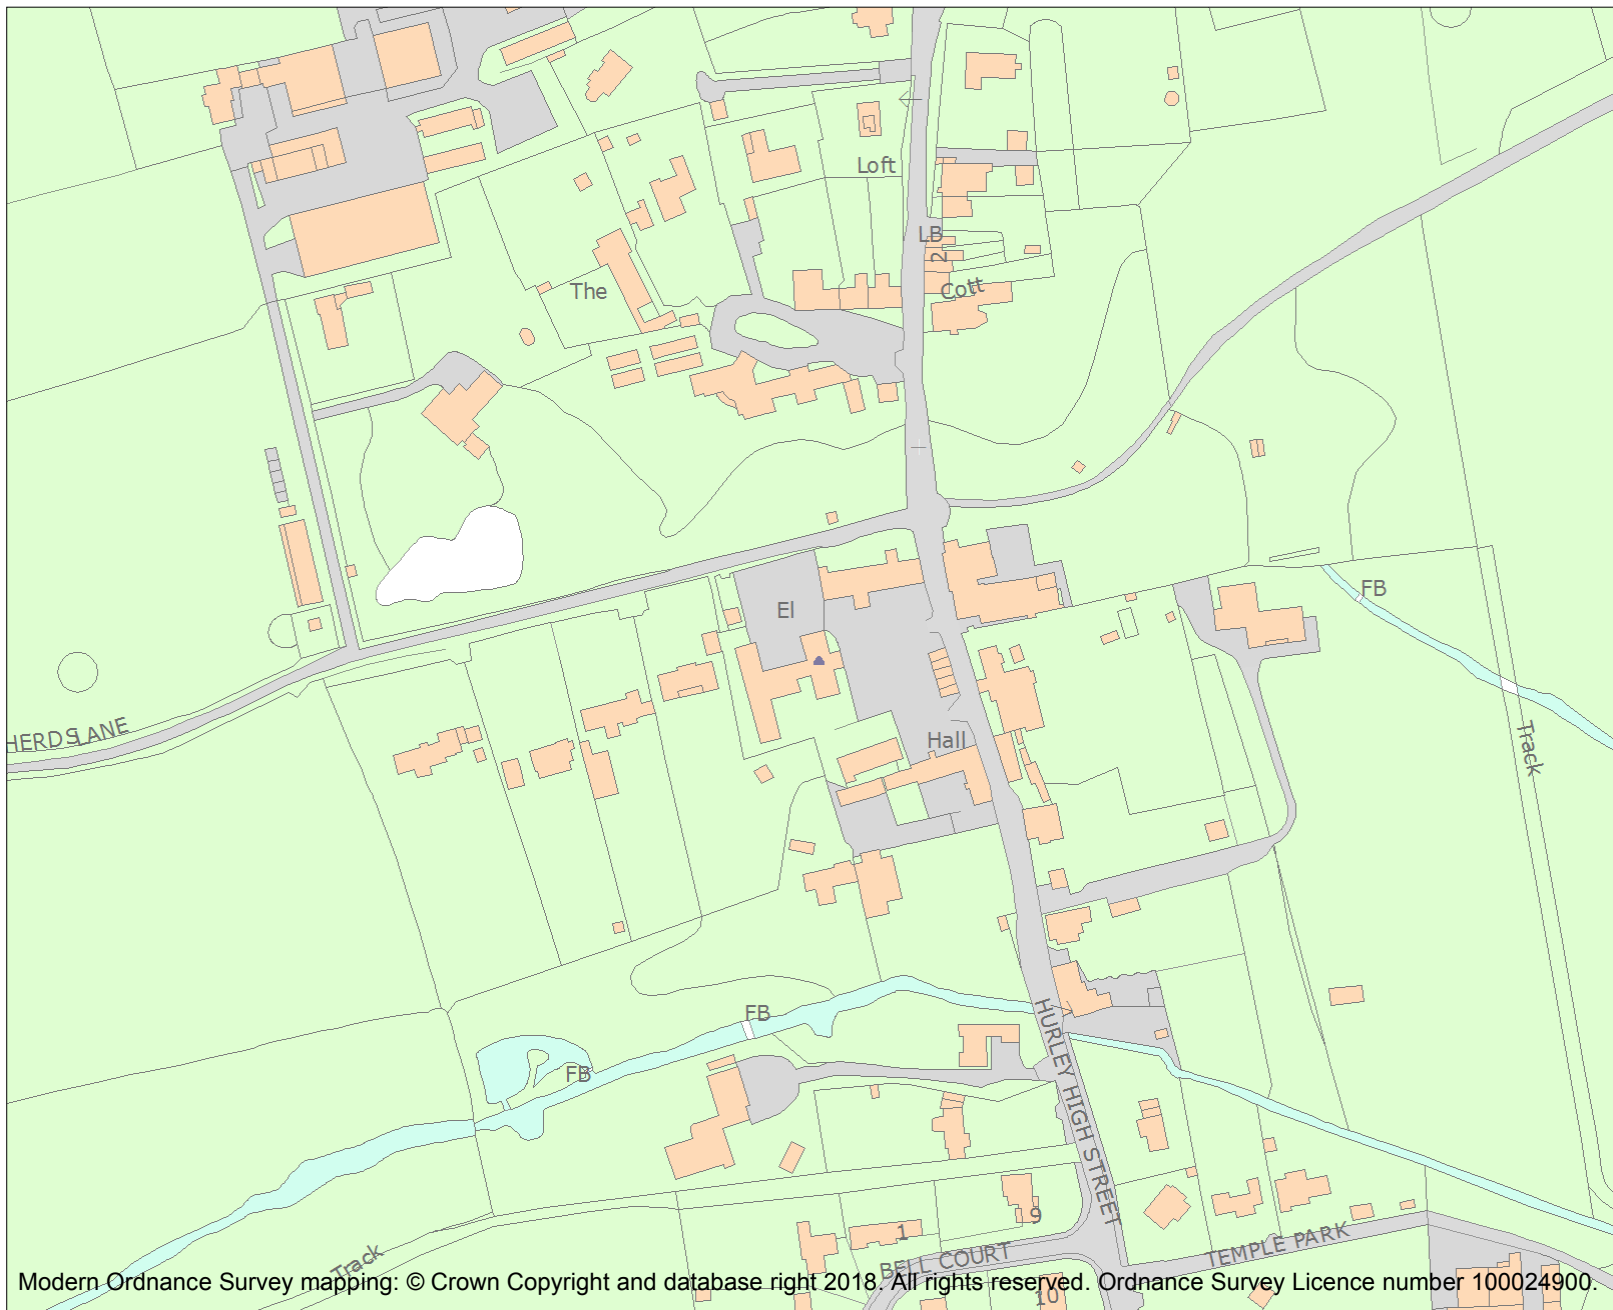 Loft
LB
2
Cott
The
FB
El
HERDS LANE
Hall
Track
FB
FB
HURLEY HIGH STREET
9
1
BELL COURT
TEMPLE PARK
Track
10
Modern Ordnance Survey mapping: © Crown Copyright and database right 2018. All rights reserved. Ordnance Survey Licence number 100024900.